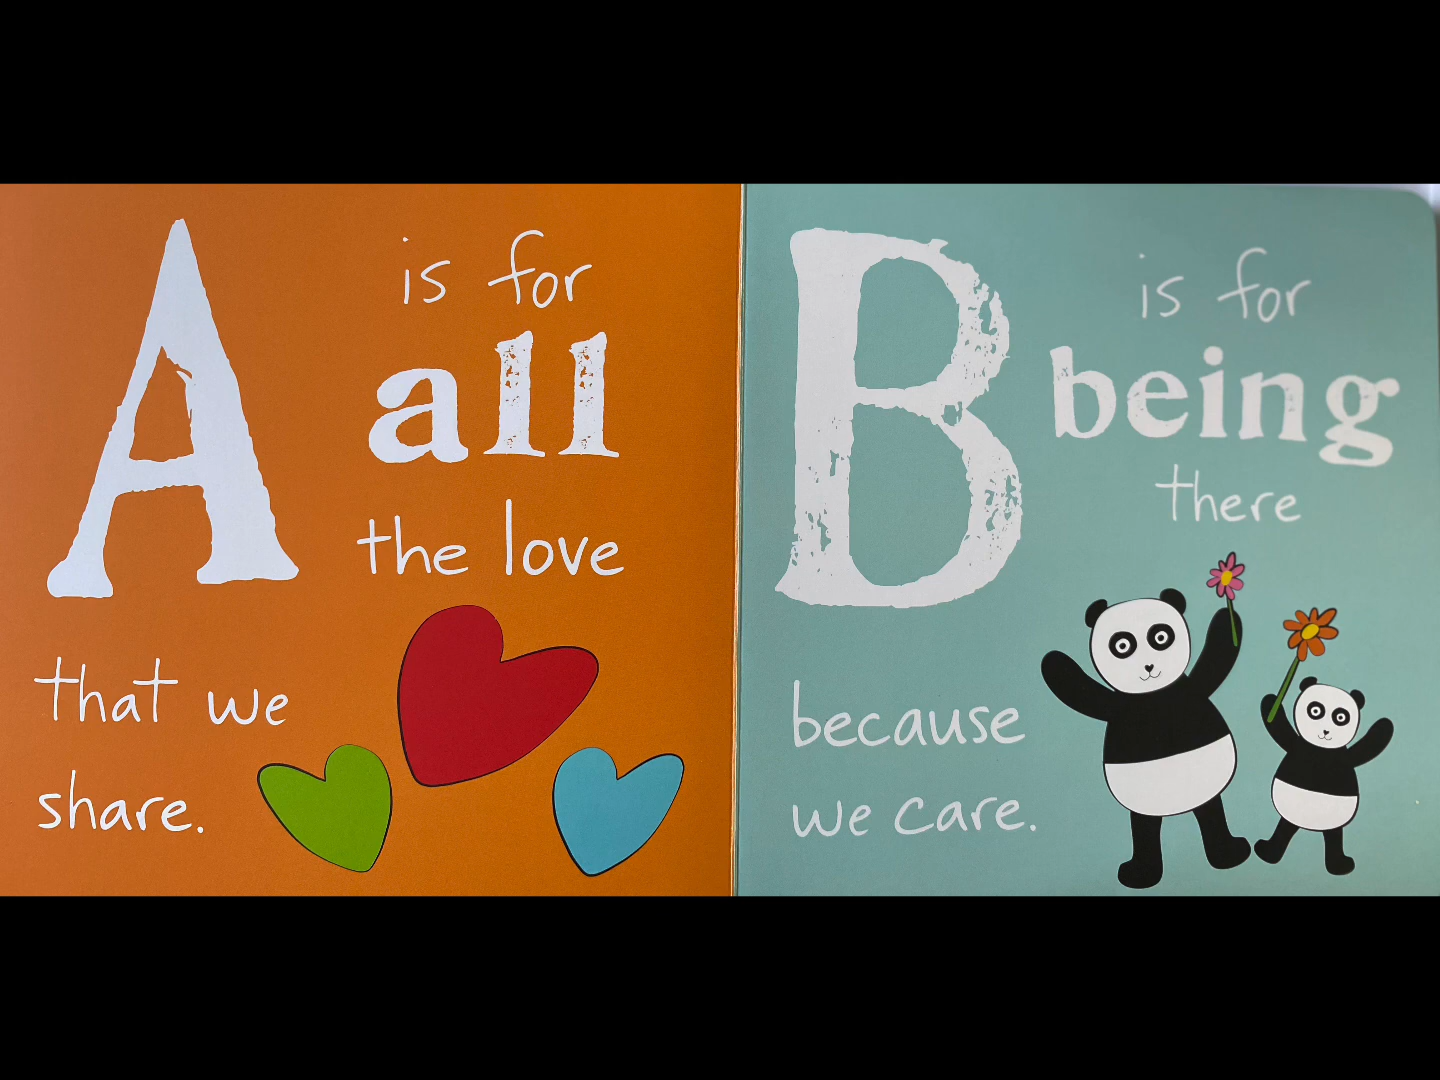 A is for
all
the love
that we
share.
B is for
being
there
because
we care.